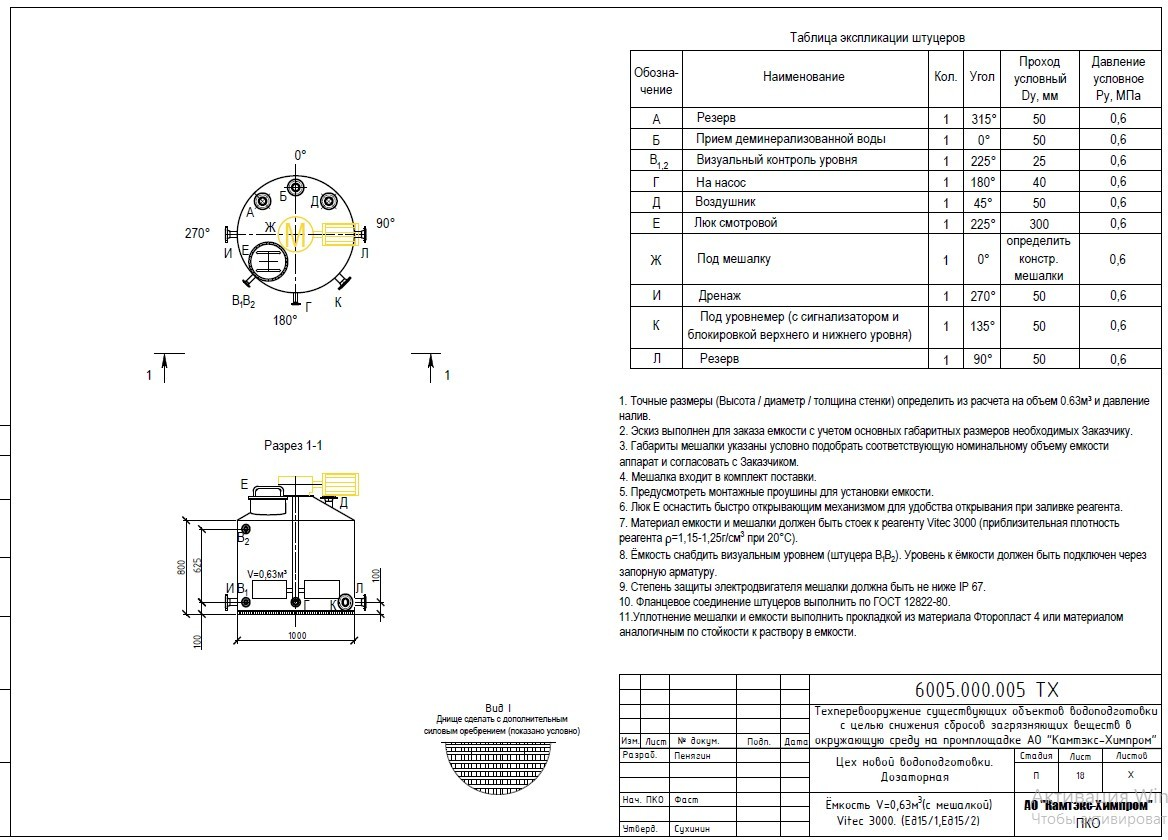 Таблица экспликации штуцеров
Обозна-
чение
Наименование
Кол.
Угол
Проход
условный
Dy, мм
Давление
условное
Py, МПа
А Резерв 1 315° 50 0,6
Б Прием деминерализованной воды 1 0° 50 0,6
В1,2 Визуальный контроль уровня 1 225° 25 0,6
Г На насос 1 180° 40 0,6
Д Воздушник 1 45° 50 0,6
Е Люк смотровой 1 225° 300 0,6
Ж Под мешалку 1 0° определить
констр.
мешалки 0,6
И Дренаж 1 270° 50 0,6
К Под уровнемер (с сигнализатором и
блокировкой верхнего и нижнего уровня) 1 135° 50 0,6
Л Резерв 1 90° 50 0,6
0°
Б
А
Д
90°
Ж
М
270°
И
Е
Л
В1В2
Г
К
180°
1
1
Разрез 1-1
Е
Д
В2
800
625
V=0,63м³
100
И
В1
Г
К
Л
100
1000
1. Точные размеры (Высота / диаметр / толщина стенки) определить из расчета на объем 0.63м³ и давление
налив.
2. Эскиз выполнен для заказа емкости с учетом основных габаритных размеров необходимых Заказчику.
3. Габариты мешалки указаны условно подобрать соответствующую номинальному объему емкости
аппарат и согласовать с Заказчиком.
4. Мешалка входит в комплект поставки.
5. Предусмотреть монтажные проушины для установки емкости.
6. Люк Е оснастить быстро открывающим механизмом для удобства открывания при заливке реагента.
7. Материал емкости и мешалки должен быть стоек к реагенту Vitec 3000 (приблизительная плотность
реагента ρ=1,15-1,25г/см³ при 20°С).
8. Ёмкость снабдить визуальным уровнем (штуцера В1В2). Уровень к ёмкости должен быть подключен через
запорную арматуру.
9. Степень защиты электродвигателя мешалки должна быть не ниже IP 67.
10. Фланцевое соединение штуцеров выполнить по ГОСТ 12822-80.
11.Уплотнение мешалки и емкости выполнить прокладкой из материала Фторопласт 4 или материалом
аналогичным по стойкости к раствору в емкости.
Вид I
Днище сделать с дополнительным
силовым оребрением (показано условно)
6005.000.005 ТХ
Техперевооружение существующих объектов водоподготовки
с целью снижения сбросов загрязняющих веществ в
окружающую среду на промплощадке АО "Камтэкс-Химпром"
Изм. Лист № докум. Подп. Дата
Разраб. Пенягин
Цех новой водоподготовки.
Дозаторная
Стадия Лист Листов
П 18 Х
Нач. ПКО Фаст
Утверд. Сухинин
Ёмкость V=0,63м³(с мешалкой)
Vitec 3000. (Ед15/1,Ед15/2)
АО "Камтэкс-Химпром"
ПКО
Активация Win
Чтобы активироват